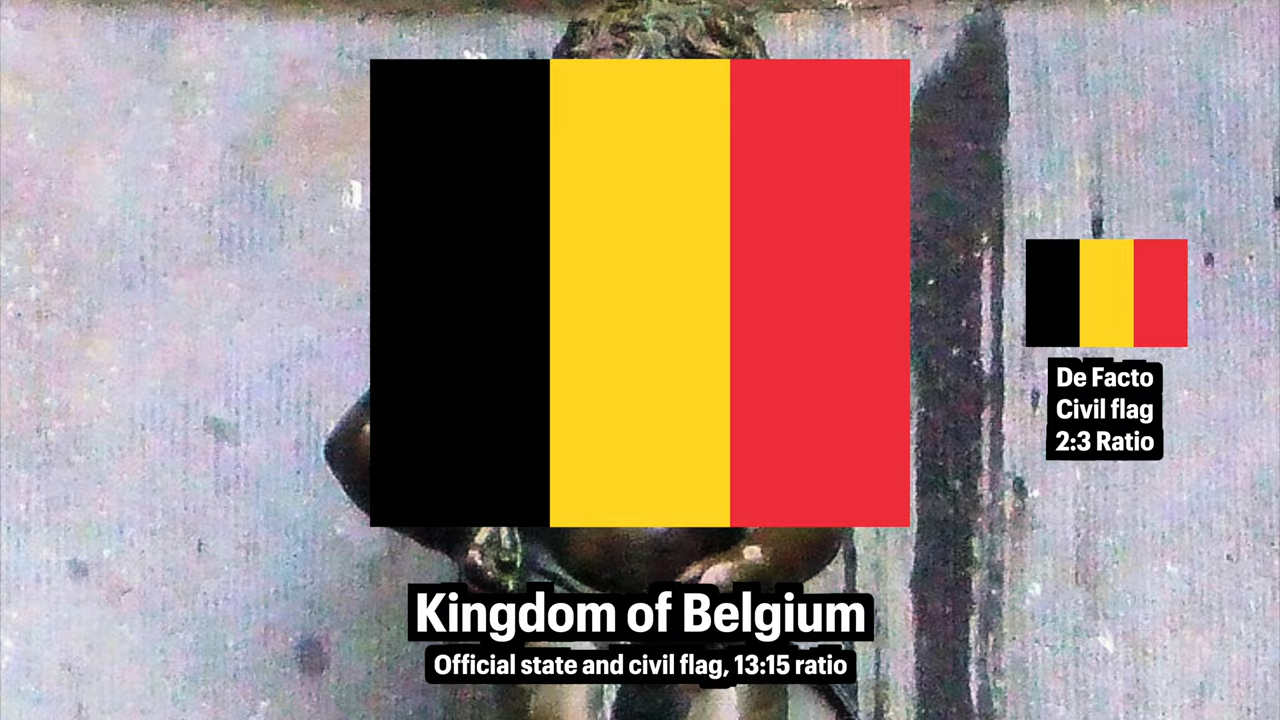 De Facto
Civil flag
2:3 Ratio
Kingdom of Belgium
Official state and civil flag, 13:15 ratio